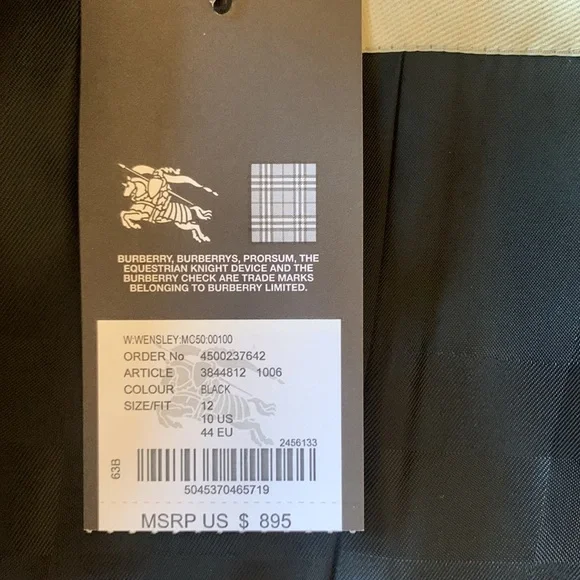 BURBERRY, BURBERRYS, PRORSUM, THE
EQUESTRIAN KNIGHT DEVICE AND THE
BURBERRY CHECK ARE TRADE MARKS
BELONGING TO BURBERRY LIMITED.
W:WENSLEY:MC50:00100
ORDER No 4500237642
ARTICLE 3844812 1006
COLOUR BLACK
SIZE/FIT 12
10 US
44 EU
2456133
63B
5045370465719
MSRP US $ 895